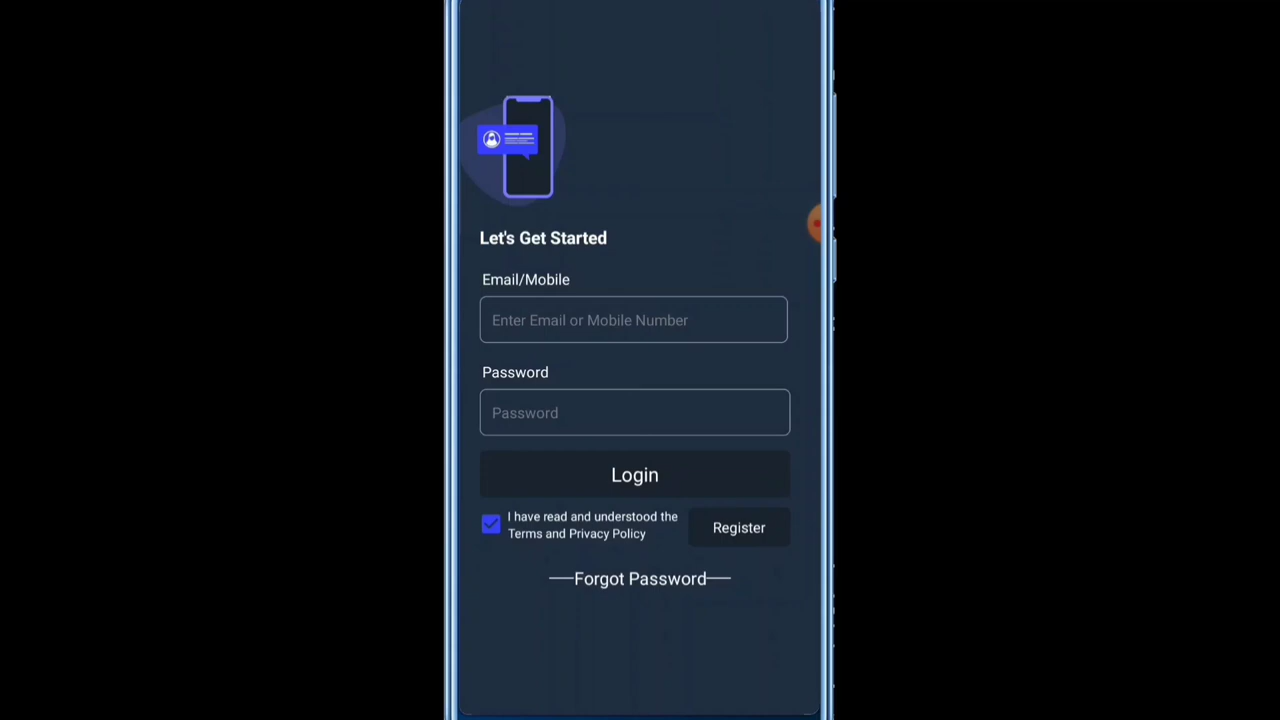 Let's Get Started
Email/Mobile
Enter Email or Mobile Number
Password
Password
Login
I have read and understood the
Terms and Privacy Policy
Register
Forgot Password